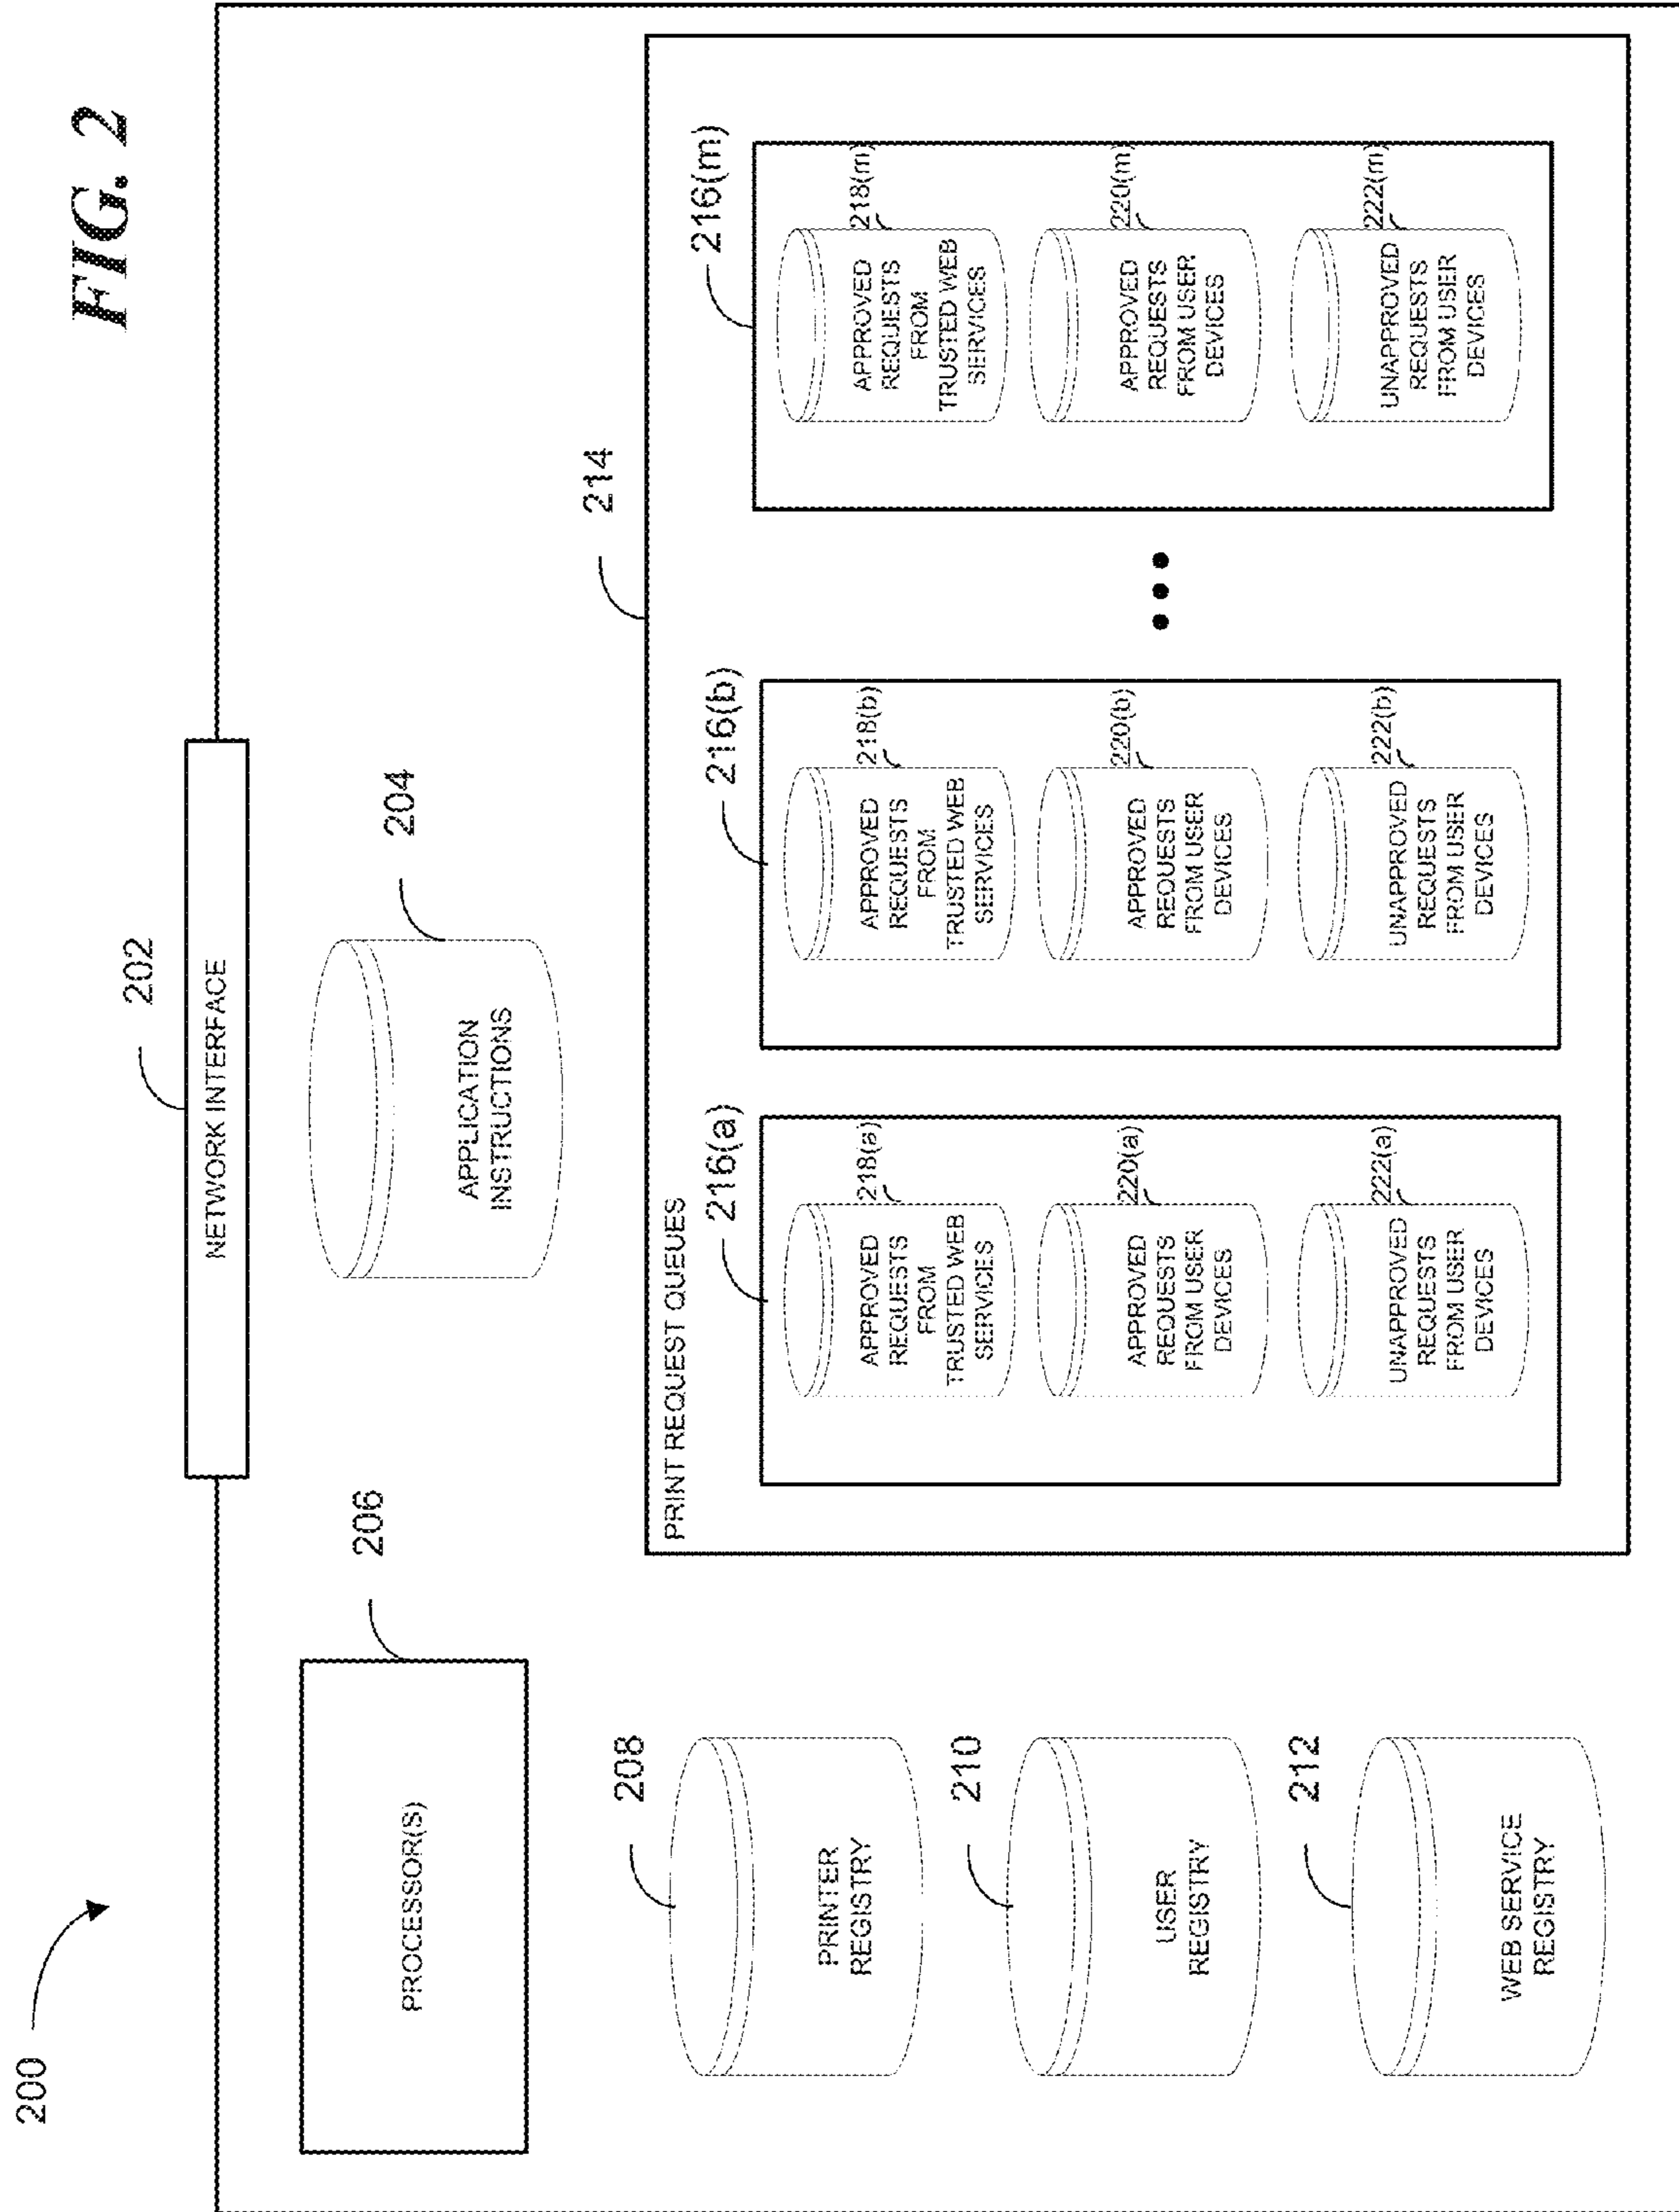 FIG. 2
200
202
NETWORK INTERFACE
206
PROCESSOR(S)
204
APPLICATION
INSTRUCTIONS
208
PRINTER
REGISTRY
210
USER
REGISTRY
212
WEB SERVICE
REGISTRY
214
PRINT REQUEST QUEUES
216(a)
218(a)
APPROVED
REQUESTS
FROM
TRUSTED WEB
SERVICES
220(a)
APPROVED
REQUESTS
FROM USER
DEVICES
222(a)
UNAPPROVED
REQUESTS
FROM USER
DEVICES
216(b)
218(b)
APPROVED
REQUESTS
FROM
TRUSTED WEB
SERVICES
220(b)
APPROVED
REQUESTS
FROM USER
DEVICES
222(b)
UNAPPROVED
REQUESTS
FROM USER
DEVICES
216(m)
218(m)
APPROVED
REQUESTS
FROM
TRUSTED WEB
SERVICES
220(m)
APPROVED
REQUESTS
FROM USER
DEVICES
222(m)
UNAPPROVED
REQUESTS
FROM USER
DEVICES